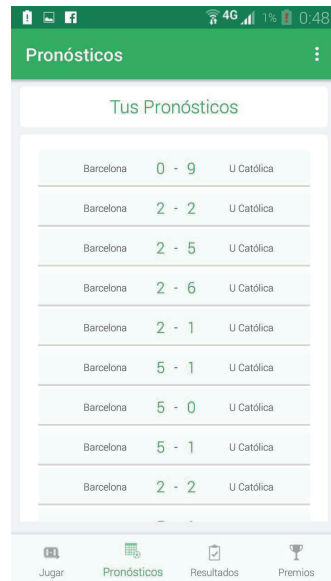 4G 1% 0:48
Pronósticos
Tus Pronósticos
Barcelona 0 - 9 U Católica
Barcelona 2 - 2 U Católica
Barcelona 2 - 5 U Católica
Barcelona 2 - 6 U Católica
Barcelona 2 - 1 U Católica
Barcelona 5 - 1 U Católica
Barcelona 5 - 0 U Católica
Barcelona 5 - 1 U Católica
Barcelona 2 - 2 U Católica
Jugar Pronósticos Resultados Premios